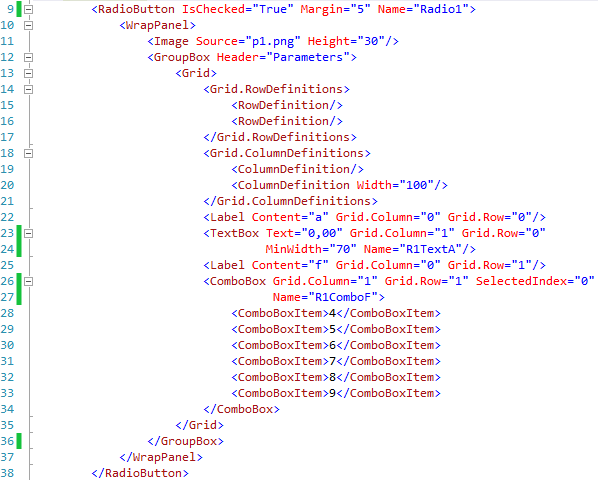 9 <RadioButton IsChecked="True" Margin="5" Name="Radio1">
10 <WrapPanel>
11 <Image Source="p1.png" Height="30"/>
12 <GroupBox Header="Parameters">
13 <Grid>
14 <Grid.RowDefinitions>
15 <RowDefinition/>
16 <RowDefinition/>
17 </Grid.RowDefinitions>
18 <Grid.ColumnDefinitions>
19 <ColumnDefinition/>
20 <ColumnDefinition Width="100"/>
21 </Grid.ColumnDefinitions>
22 <Label Content="a" Grid.Column="0" Grid.Row="0"/>
23 <TextBox Text="0,00" Grid.Column="1" Grid.Row="0"
24 MinWidth="70" Name="R1TextA"/>
25 <Label Content="f" Grid.Column="0" Grid.Row="1"/>
26 <ComboBox Grid.Column="1" Grid.Row="1" SelectedIndex="0"
27 Name="R1ComboF">
28 <ComboBoxItem>4</ComboBoxItem>
29 <ComboBoxItem>5</ComboBoxItem>
30 <ComboBoxItem>6</ComboBoxItem>
31 <ComboBoxItem>7</ComboBoxItem>
32 <ComboBoxItem>8</ComboBoxItem>
33 <ComboBoxItem>9</ComboBoxItem>
34 </ComboBox>
35 </Grid>
36 </GroupBox>
37 </WrapPanel>
38 </RadioButton>